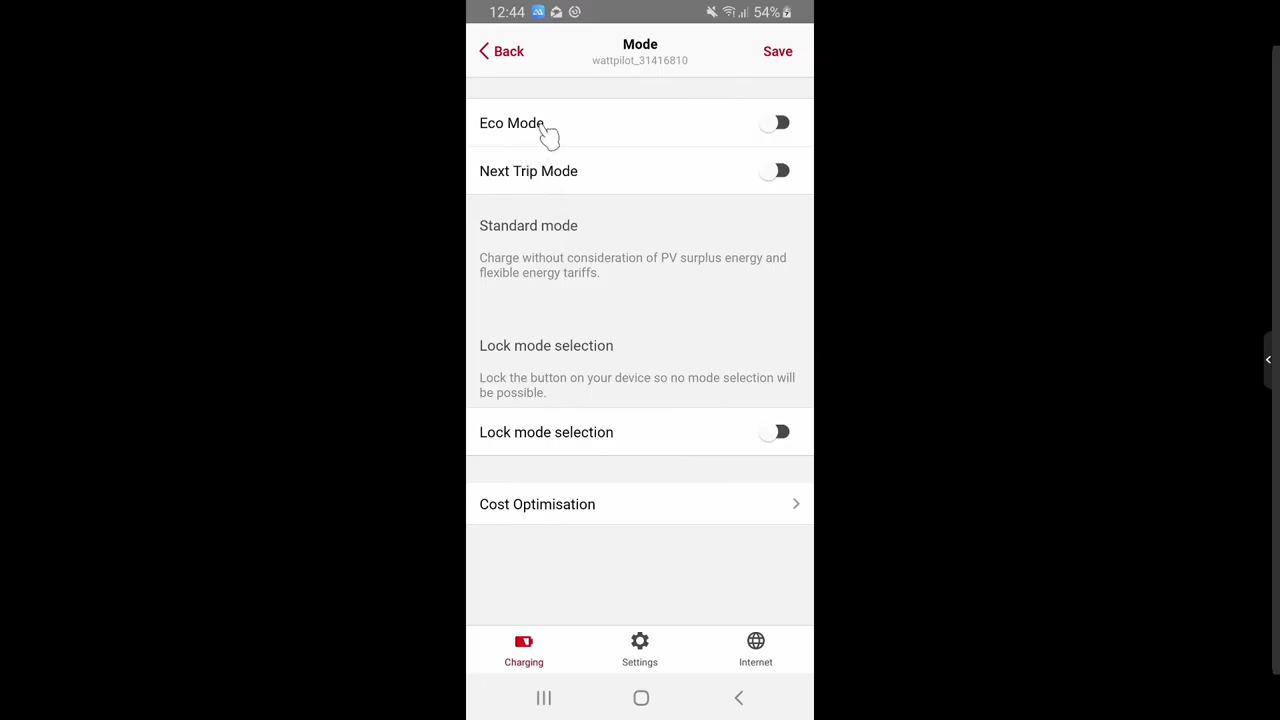 12:44
54%
Back
Mode
Save
wattpilot_31416810
Eco Mode
Next Trip Mode
Standard mode
Charge without consideration of PV surplus energy and
flexible energy tariffs.
Lock mode selection
Lock the button on your device so no mode selection will
be possible.
Lock mode selection
Cost Optimisation
Charging
Settings
Internet